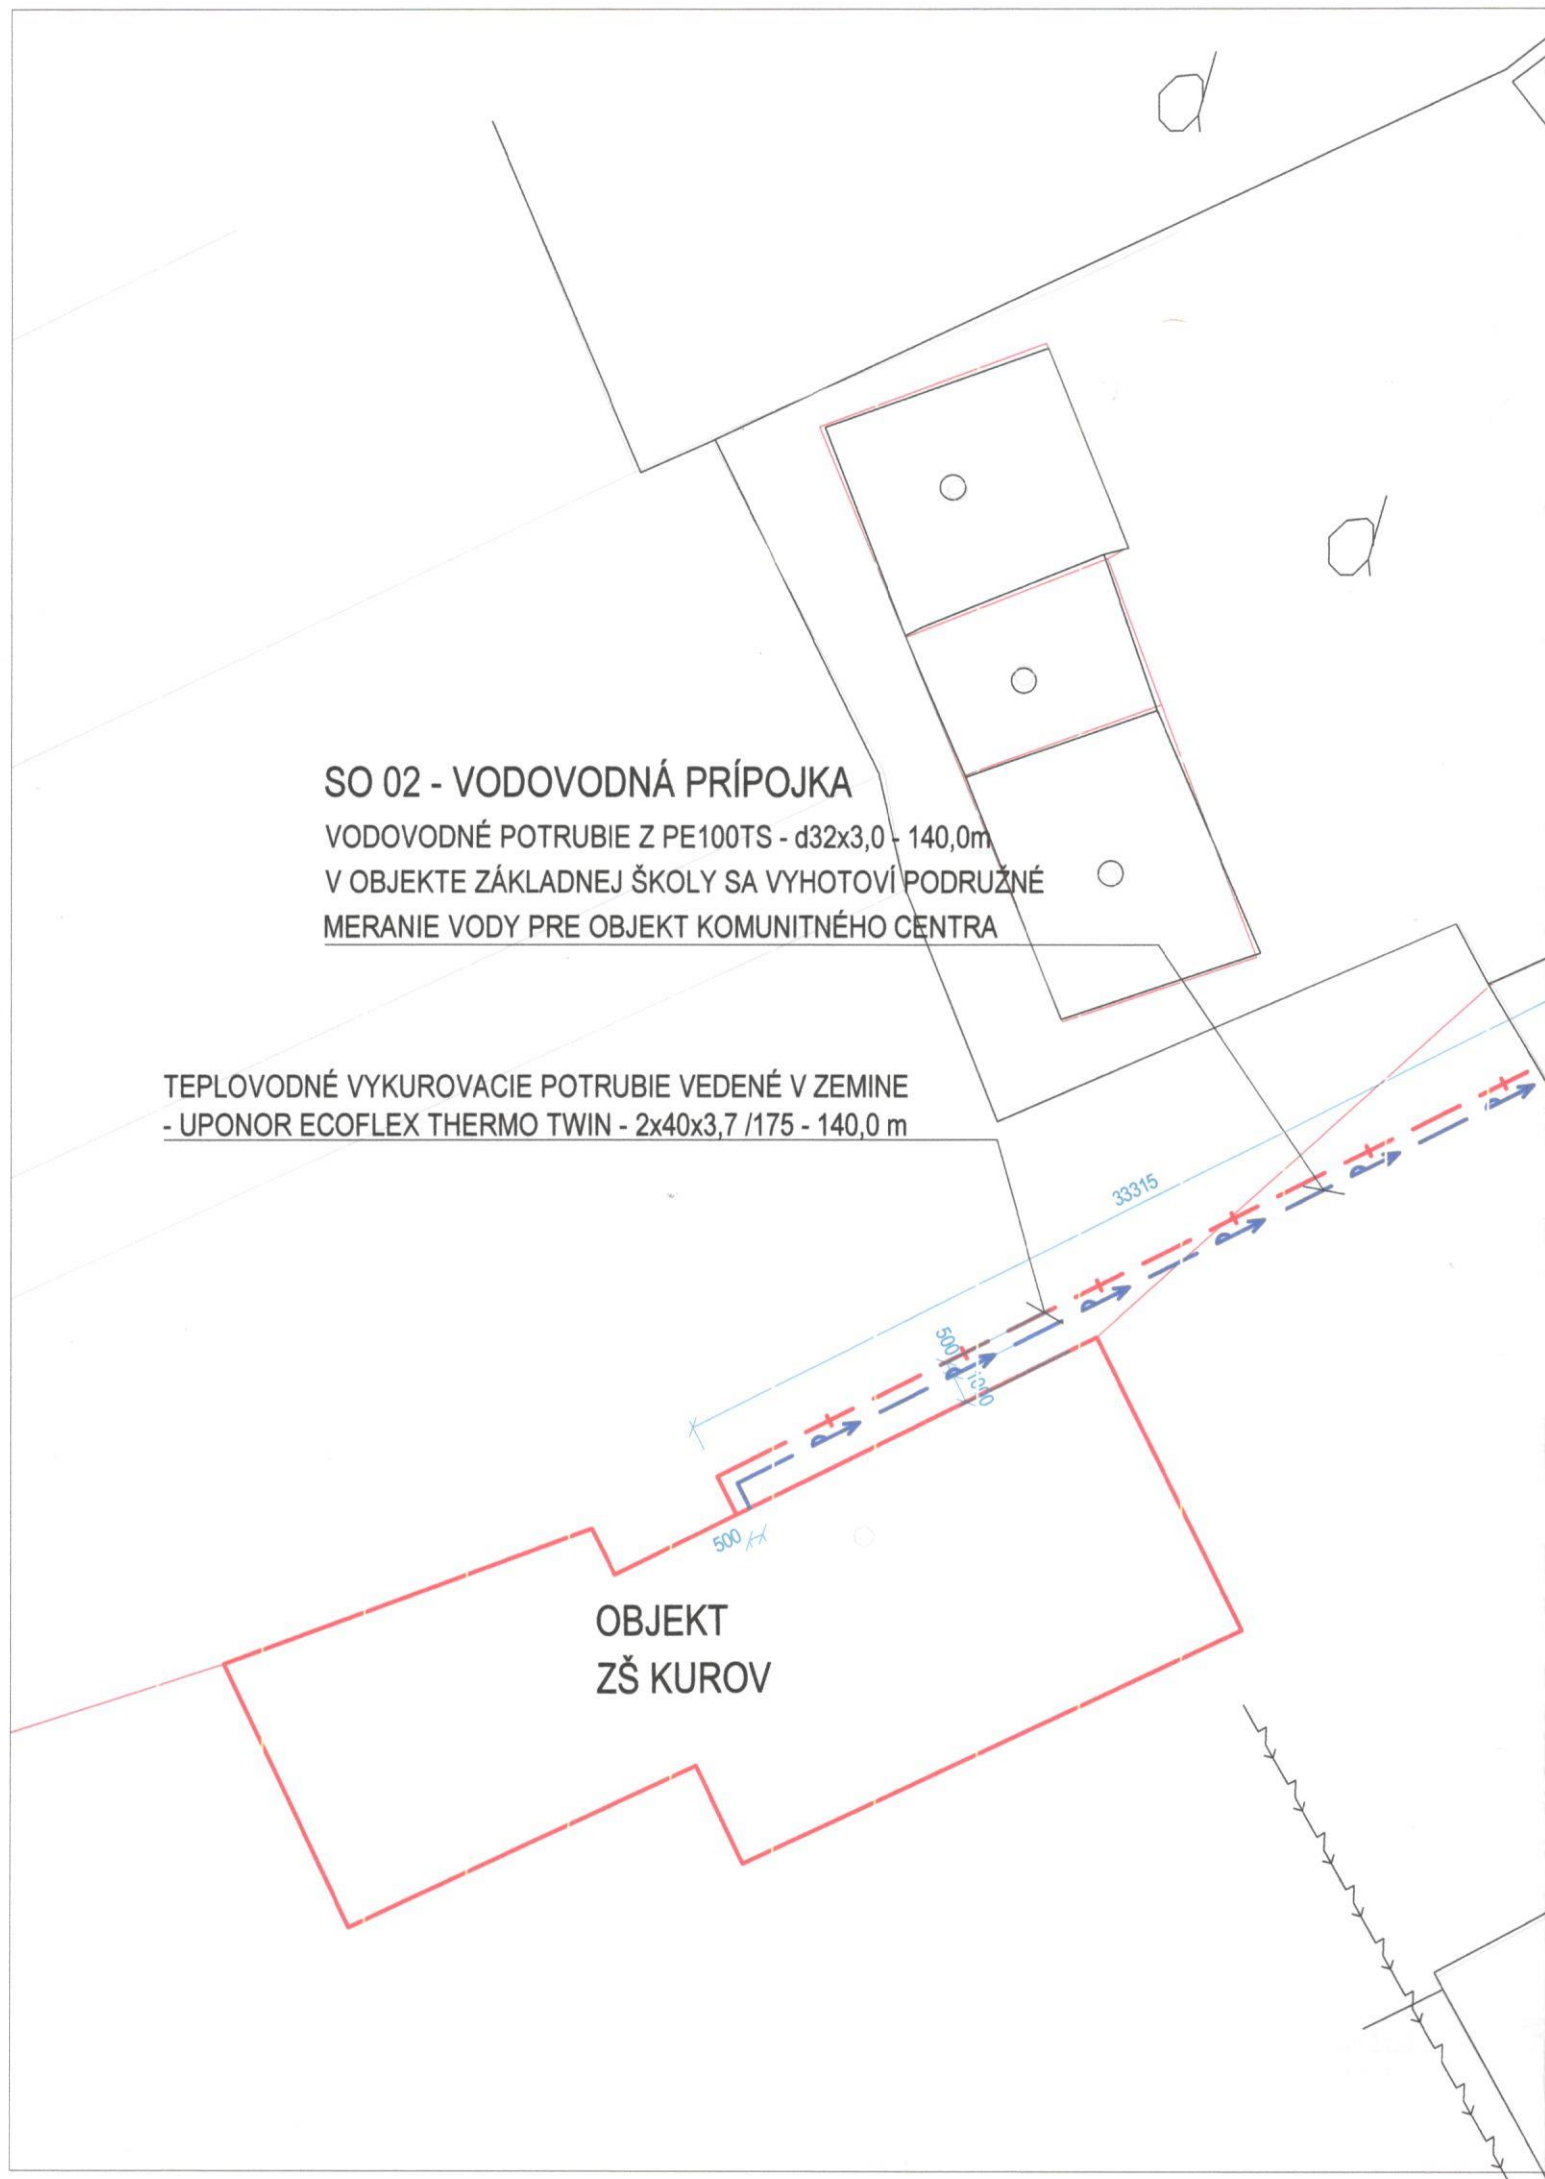 SO 02 - VODOVODNÁ PRÍPOJKA
VODOVODNÉ POTRUBIE Z PE100TS - d32x3,0 - 140,0m
V OBJEKTE ZÁKLADNEJ ŠKOLY SA VYHOTOVÍ PODRUŽNÉ
MERANIE VODY PRE OBJEKT KOMUNITNÉHO CENTRA
TEPLOVODNÉ VYKUROVACIE POTRUBIE VEDENÉ V ZEMINE
- UPONOR ECOFLEX THERMO TWIN - 2x40x3,7 /175 - 140,0 m
33315
500
1000
500
OBJEKT
ZŠ KUROV